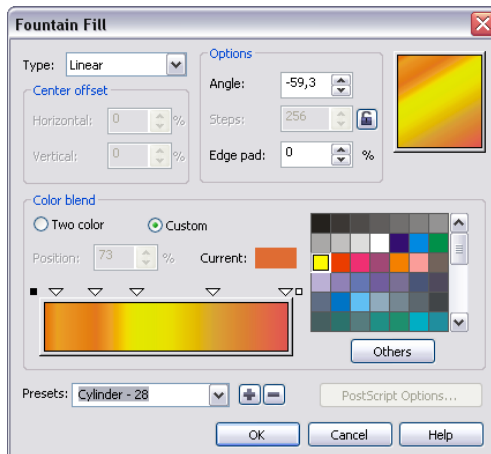 Fountain Fill
Type: Linear
Options
Angle: -59,3
Steps: 256
Edge pad: 0 %
Center offset
Horizontal: 0 %
Vertical: 0 %
Color blend
Two color Custom
Position: 73 % Current:
Others
Presets: Cylinder - 28
PostScript Options...
OK Cancel Help